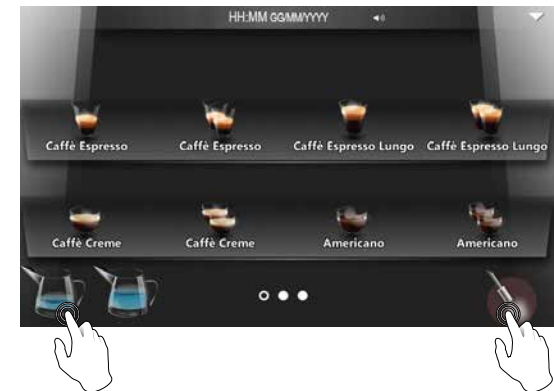 HH:MM GG/MM/YYYY
Caffè Espresso Caffè Espresso Caffè Espresso Lungo Caffè Espresso Lungo
Caffè Creme Caffè Creme Americano Americano